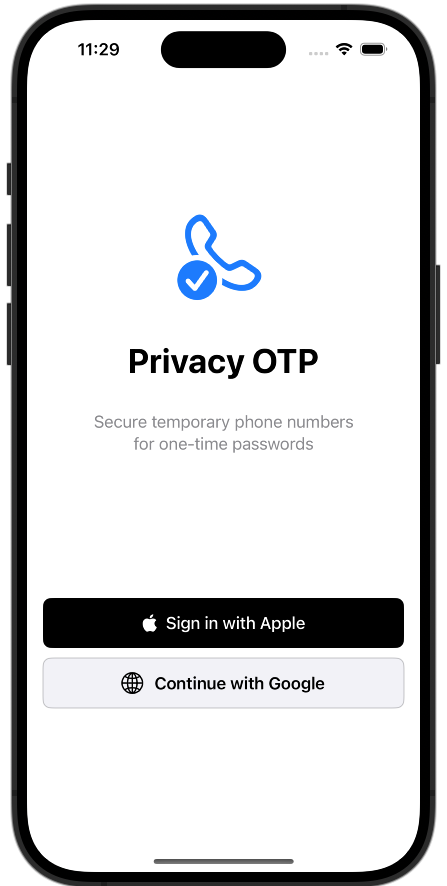 11:29
Privacy OTP
Secure temporary phone numbers
for one-time passwords
Sign in with Apple
Continue with Google